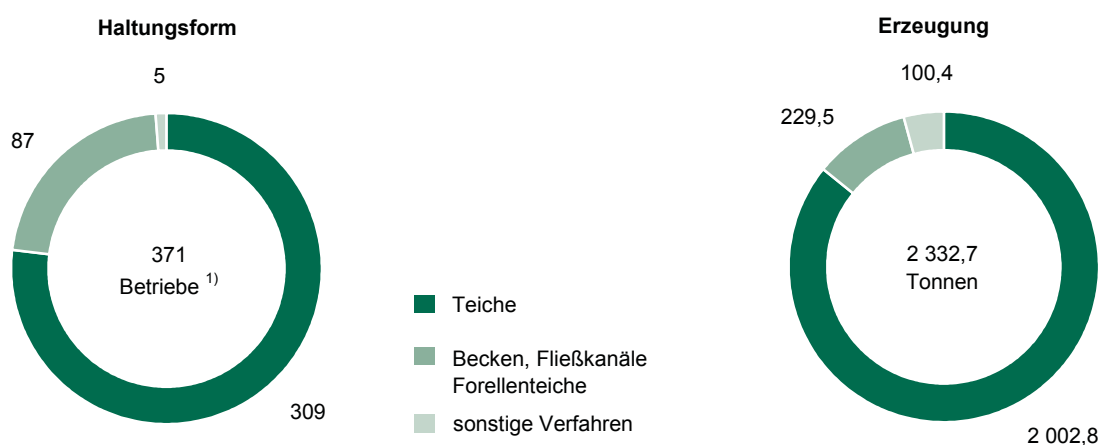 Haltungsform
5
87
371
Betriebe 1)
309
Teiche
Becken, Fließkanäle
Forellenteiche
sonstige Verfahren
Erzeugung
100,4
229,5
2 332,7
Tonnen
2 002,8